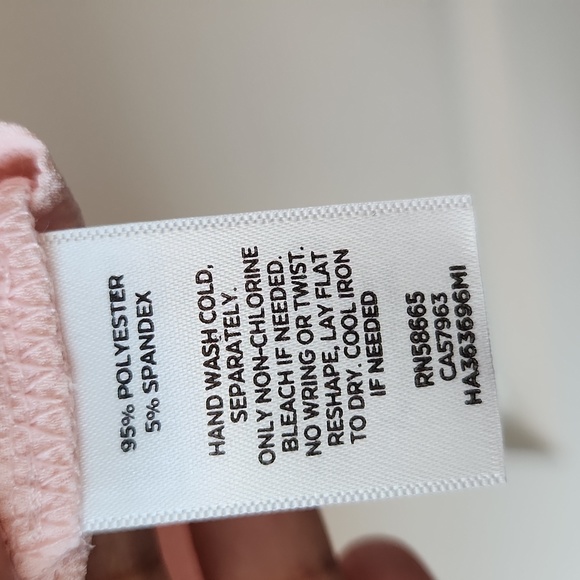 95% POLYESTER
5% SPANDEX
HAND WASH COLD,
SEPARATELY.
ONLY NON-CHLORINE
BLEACH IF NEEDED.
NO WRING OR TWIST.
RESHAPE, LAY FLAT
TO DRY. COOL IRON
IF NEEDED
RN58665
CA57963
HA363696MI